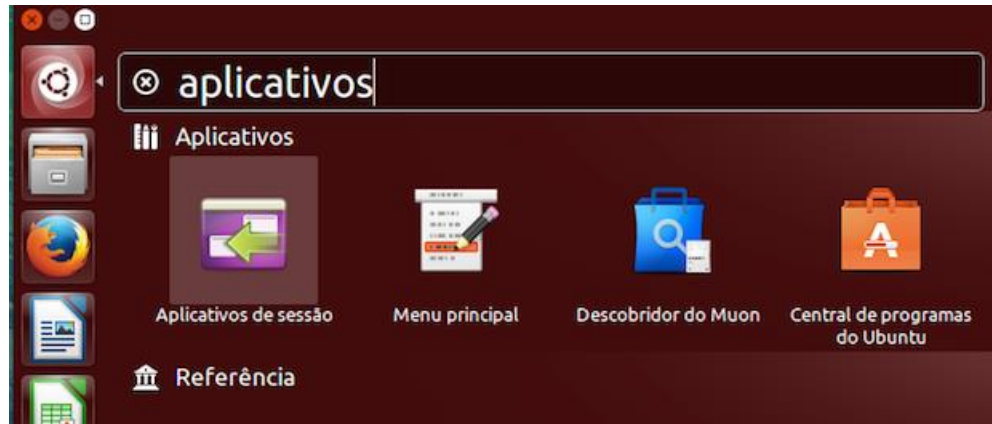 aplicativos
Aplicativos
Aplicativos de sessão
Menu principal
Descobridor do Muon
Central de programas
do Ubuntu
Referência